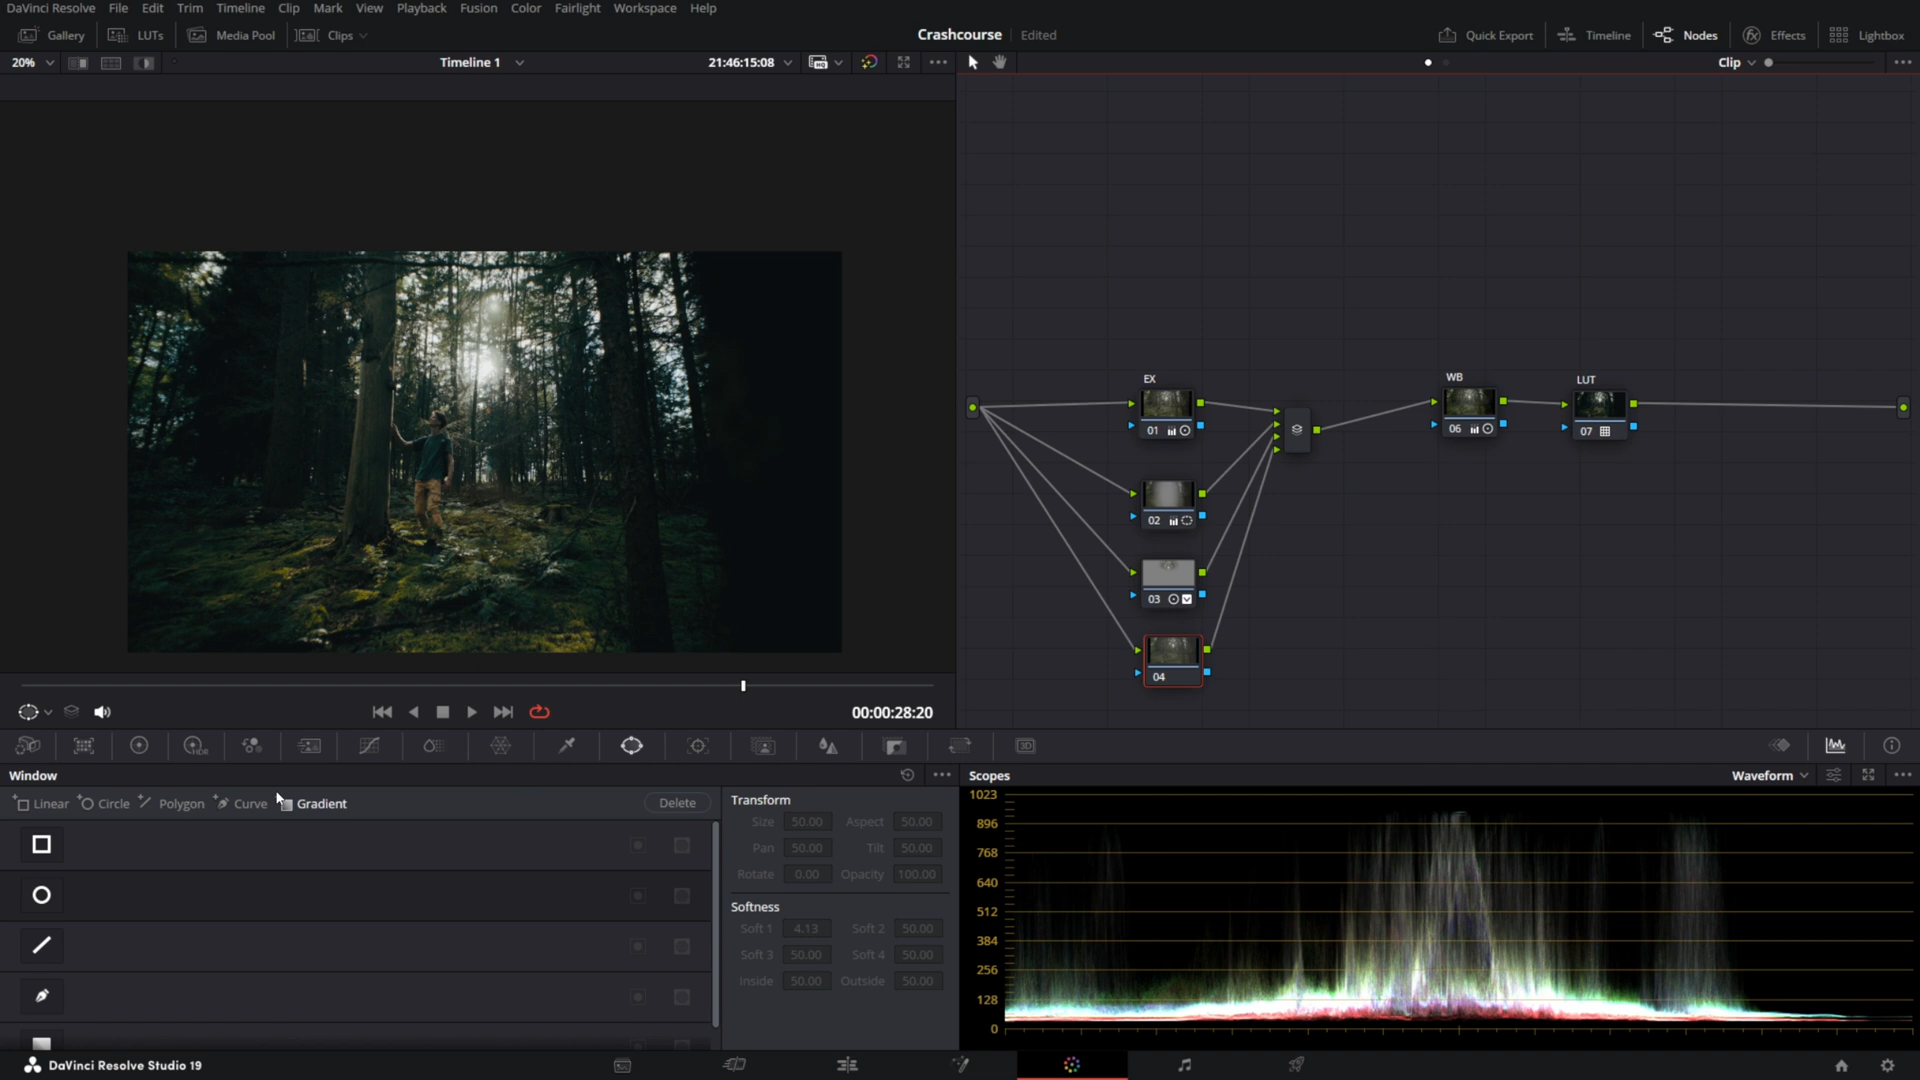 DaVinci Resolve File Edit Trim Timeline Clip Mark View Playback Fusion Color Fairlight Workspace Help
Gallery LUTs Media Pool Clips Crashcourse Edited Quick Export Timeline Nodes Effects Lightbox
20% Timeline 1 21:46:15:08 Clip
EX
WB
LUT
01
06
07
02
03
04
00:00:28:20
HDR
3D
Window
Scopes
Waveform
Linear Circle Polygon Curve Gradient Delete
Transform
Size 50.00 Aspect 50.00
Pan 50.00 Tilt 50.00
Rotate 0.00 Opacity 100.00
Softness
Soft 1 4.13 Soft 2 50.00
Soft 3 50.00 Soft 4 50.00
Inside 50.00 Outside 50.00
1023
896
768
640
512
384
256
128
0
DaVinci Resolve Studio 19